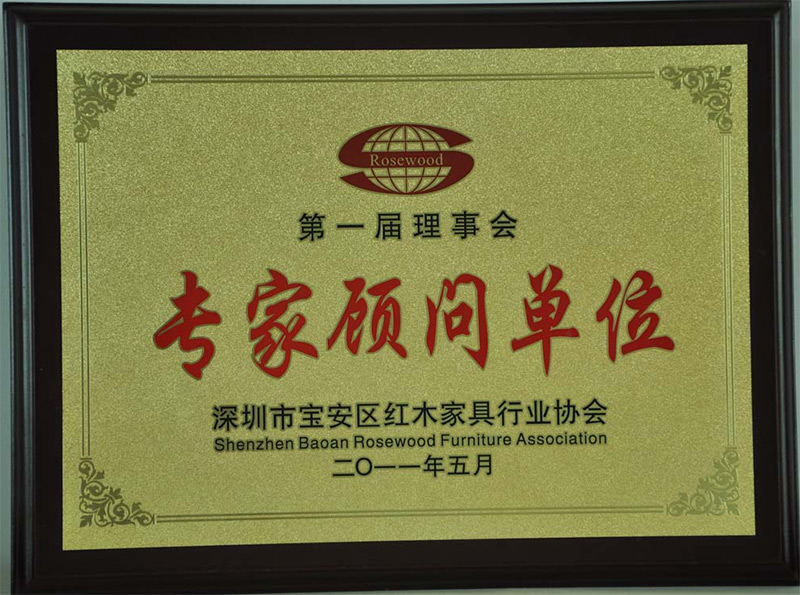 Rosewood
第一届理事会
专家顾问单位
深圳市宝安区红木家具行业协会
Shenzhen Baoan Rosewood Furniture Association
二〇一一年五月